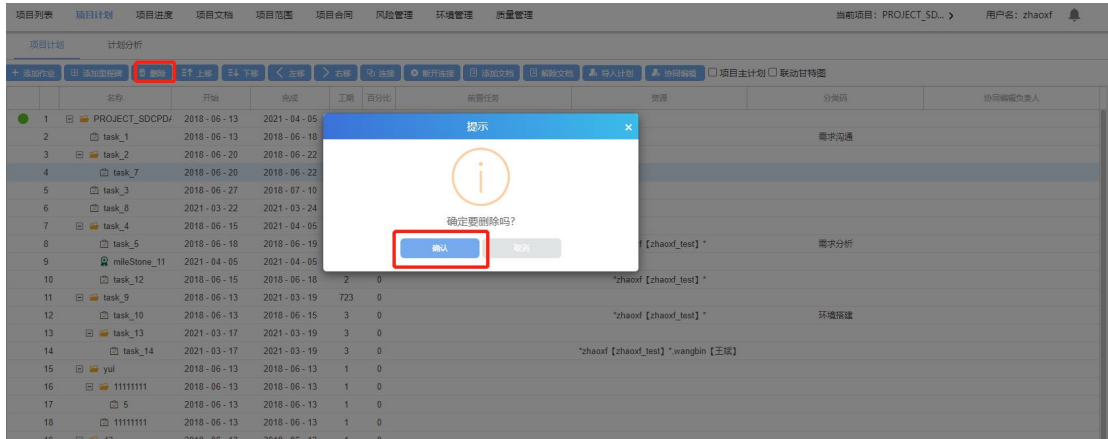 项目列表 项目计划 项目进度 项目文档 项目范围 项目合同 风险管理 环境管理 质量管理 当前项目: PROJECT_SD... 用户名: zhaoxf
项目计划 计划分析
添加作业 添加里程碑 删除 上移 下移 左移 右移 连接 断开连接 添加文档 解除文档 导入计划 协同编辑 项目主计划 联动甘特图
名称 开始 完成 工期 百分比 前置任务 资源 分类码 协同编辑负责人
1 PROJECT_SDCPD 2018 - 06 - 13 2021 - 04 - 05
2 task_1 2018 - 06 - 13 2018 - 06 - 18 需求沟通
3 task_2 2018 - 06 - 20 2018 - 06 - 22
4 task_7 2018 - 06 - 20 2018 - 06 - 22
5 task_3 2018 - 06 - 27 2018 - 07 - 10
6 task_8 2021 - 03 - 22 2021 - 03 - 24
7 task_4 2018 - 06 - 15 2021 - 04 - 05
8 task_5 2018 - 06 - 18 2018 - 06 - 19 f【zhaoxf_test】" 需求分析
9 mileStone_11 2021 - 04 - 05 2021 - 04 - 05
提示 ×
确定要删除吗?
确认 取消
10 task_12 2018 - 06 - 15 2018 - 06 - 18 2 0 "zhaoxf【zhaoxf_test】"
11 task_9 2018 - 06 - 13 2021 - 03 - 19 723 0
12 task_10 2018 - 06 - 13 2018 - 06 - 15 3 0 "zhaoxf【zhaoxf_test】" 环境搭建
13 task_13 2021 - 03 - 17 2021 - 03 - 19 3 0
14 task_14 2021 - 03 - 17 2021 - 03 - 19 3 0 "zhaoxf【zhaoxf_test】",wangbin【王斌】
15 yui 2018 - 06 - 13 2018 - 06 - 13 1 0
16 11111111 2018 - 06 - 13 2018 - 06 - 13 1 0
17 5 2018 - 06 - 13 2018 - 06 - 13 1 0
18 11111111 2018 - 06 - 13 2018 - 06 - 13 1 0